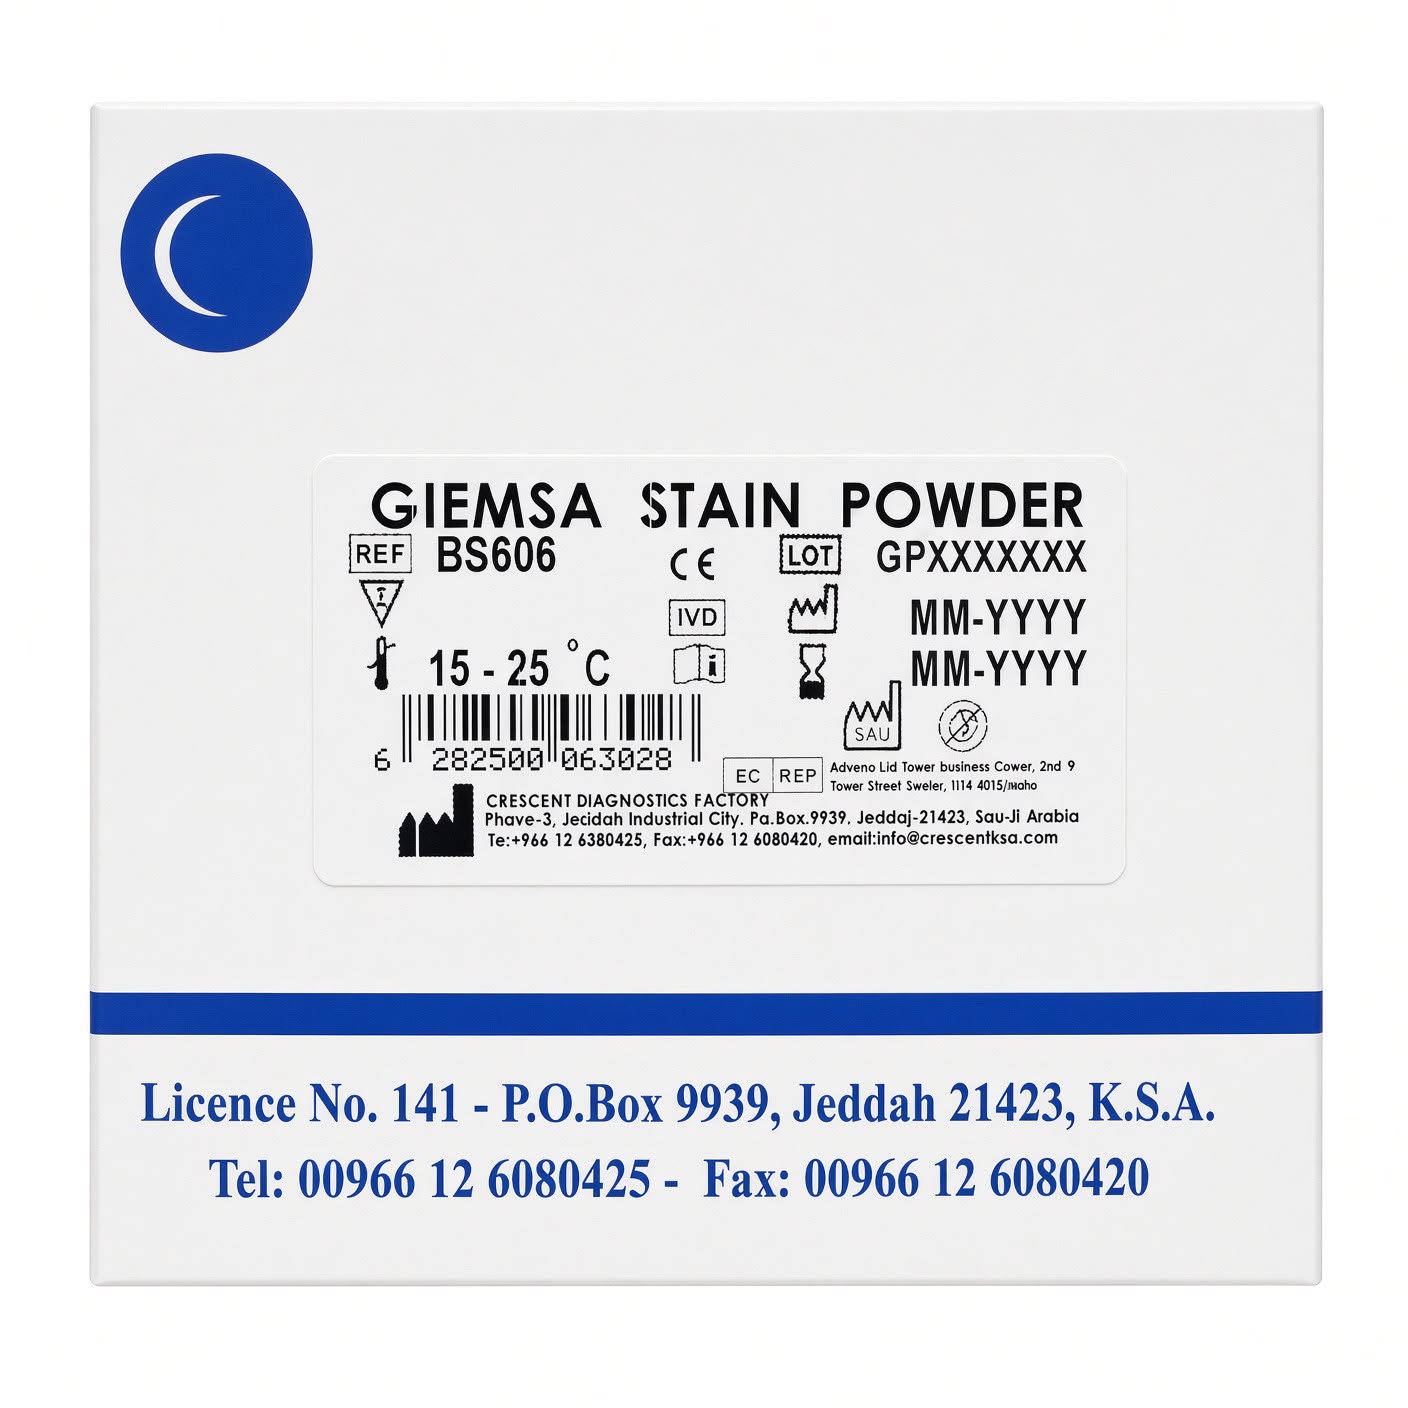 GIEMSA STAIN POWDER
REF BS606
CE
LOT GPXXXXXXX
IVD
MM-YYYY
15 - 25 °C
i
MM-YYYY
SAU
6 282500 063028
EC REP
Adveno Lid Tower business Cower, 2nd 9
Tower Street Sweler, 1114 4015/
CRESCENT DIAGNOSTICS FACTORY
Phave-3, Jecidah Industrial City. Pa.Box.9939. Jeddaj-21423, Sau-Ji Arabia
Te:+966 12 6380425, Fax:+966 12 6080420, email:info@crescentksa.com
Licence No. 141 - P.O.Box 9939, Jeddah 21423, K.S.A.
Tel: 00966 12 6080425 - Fax: 00966 12 6080420